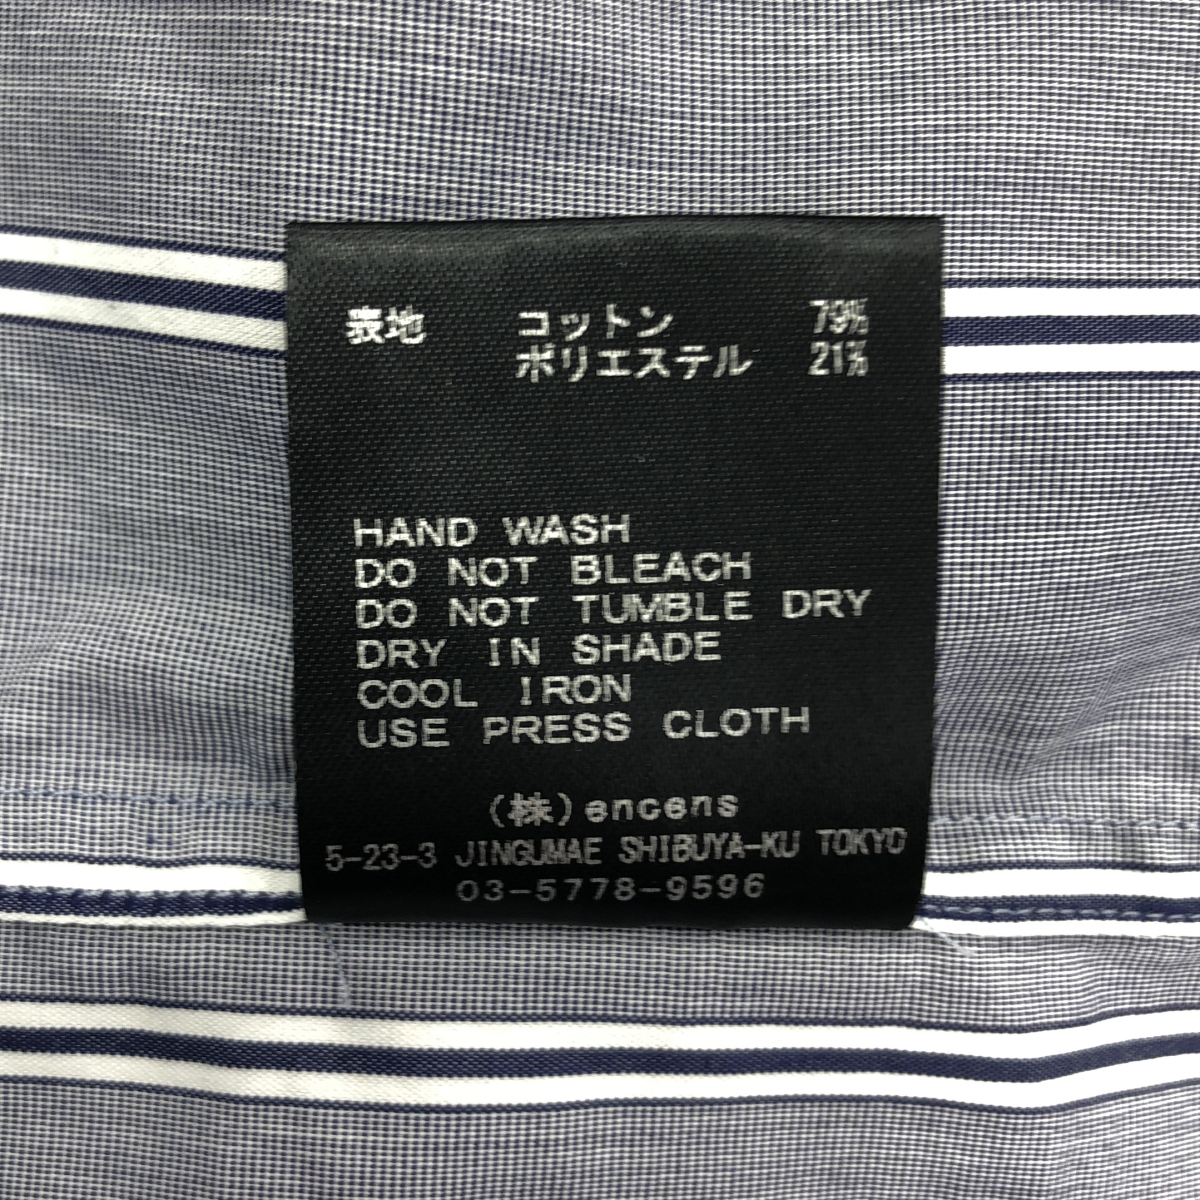 表地 コットン 79%
ポリエステル 21%
HAND WASH
DO NOT BLEACH
DO NOT TUMBLE DRY
DRY IN SHADE
COOL IRON
USE PRESS CLOTH
(株)encens
5-23-3 JINGUMAE SHIBUYA-KU TOKYO
03-5778-9596